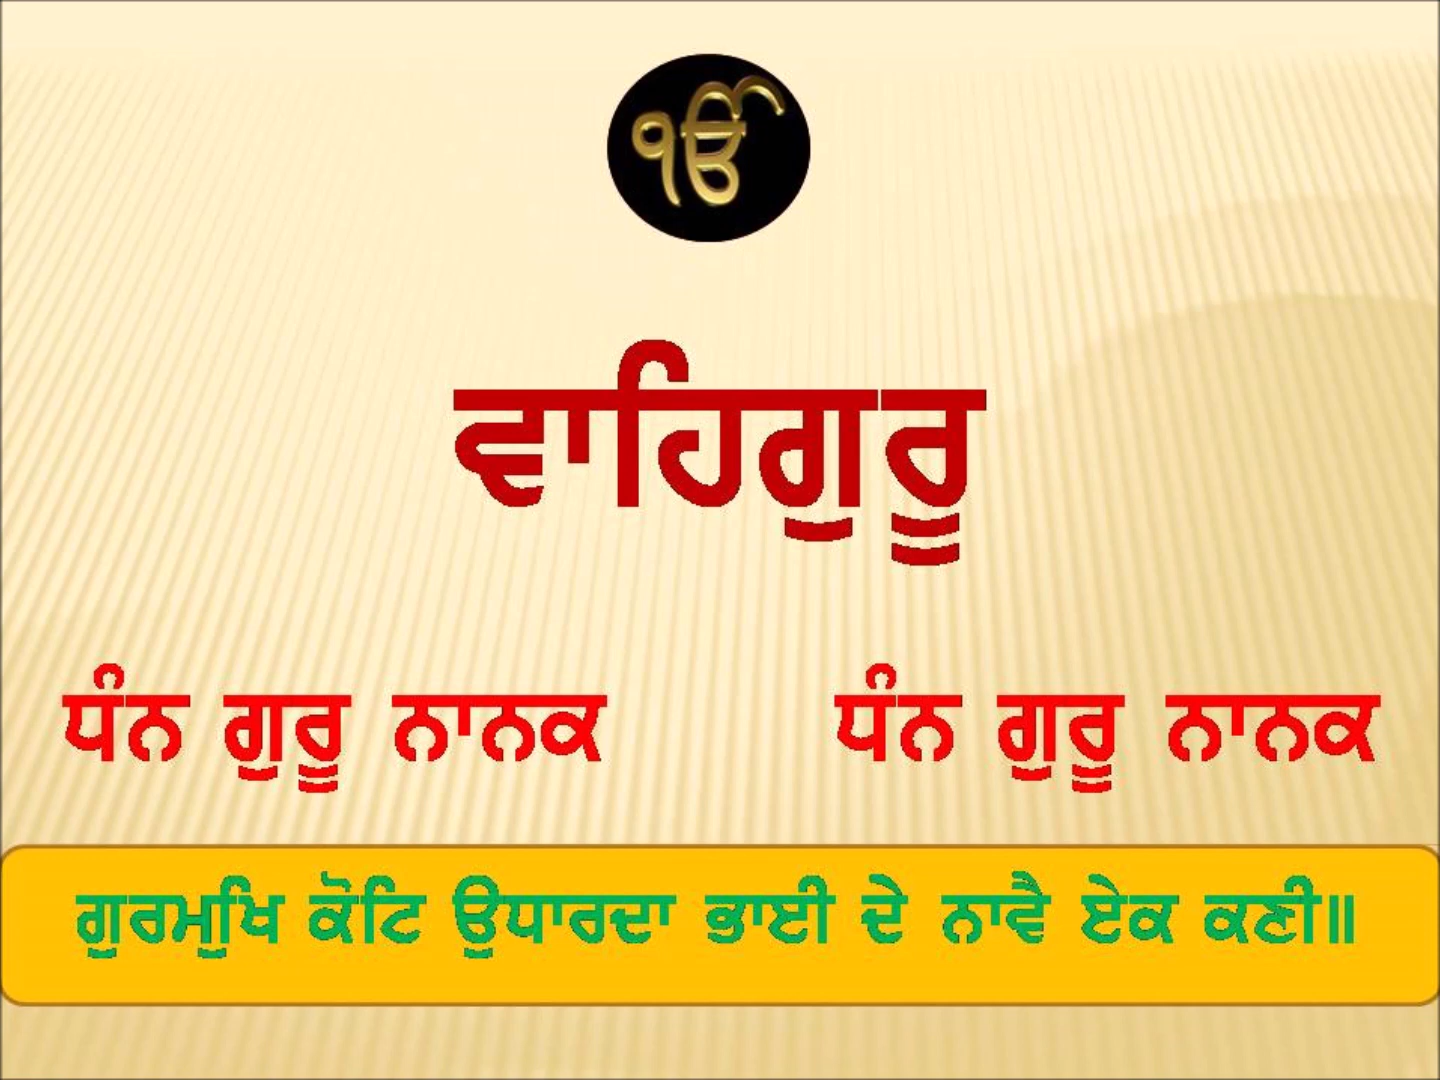 ੴ
ਵਾਹਿਗੁਰੂ
ਧੰਨ ਗੁਰੂ ਨਾਨਕ ਧੰਨ ਗੁਰੂ ਨਾਨਕ
ਗੁਰਮੁਖਿ ਕੋਟਿ ਉਧਾਰਦਾ ਭਾਈ ਦੇ ਨਾਵੈ ਏਕ ਕਣੀ॥